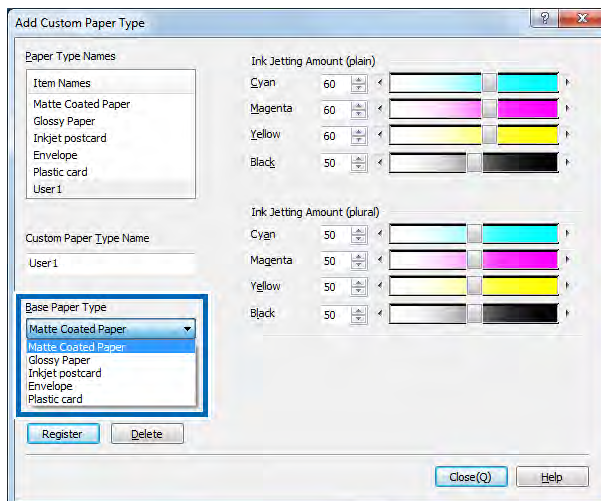 Add Custom Paper Type
?
Paper Type Names
Item Names
Matte Coated Paper
Glossy Paper
Inkjet postcard
Envelope
Plastic card
User1
Custom Paper Type Name
User1
Base Paper Type
Matte Coated Paper
Matte Coated Paper
Glossy Paper
Inkjet postcard
Envelope
Plastic card
Register
Delete
Ink Jetting Amount (plain)
Cyan 60
Magenta 60
Yellow 60
Black 50
Ink Jetting Amount (plural)
Cyan 50
Magenta 50
Yellow 50
Black 50
Close(Q)
Help